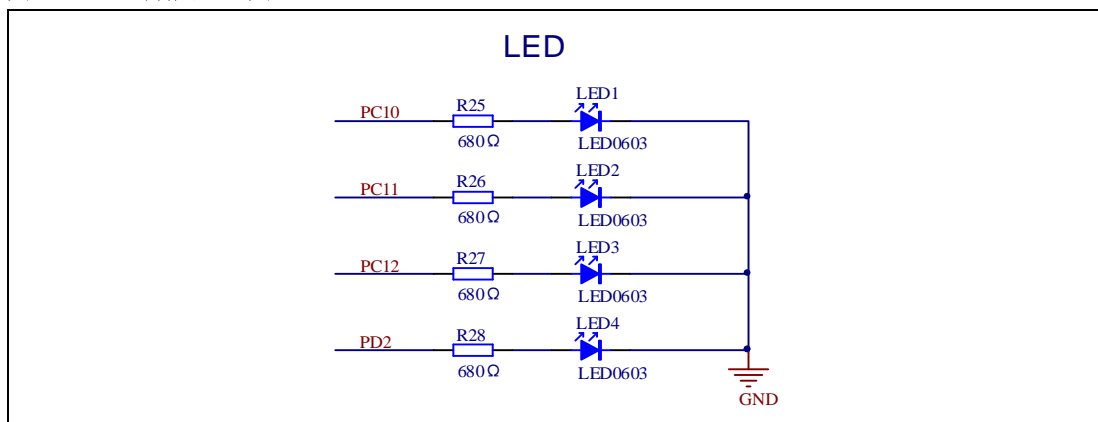 LED
LED1
PC10
R25
680Ω
LED0603
LED2
PC11
R26
680Ω
LED0603
LED3
PC12
R27
680Ω
LED0603
LED4
PD2
R28
680Ω
LED0603
GND